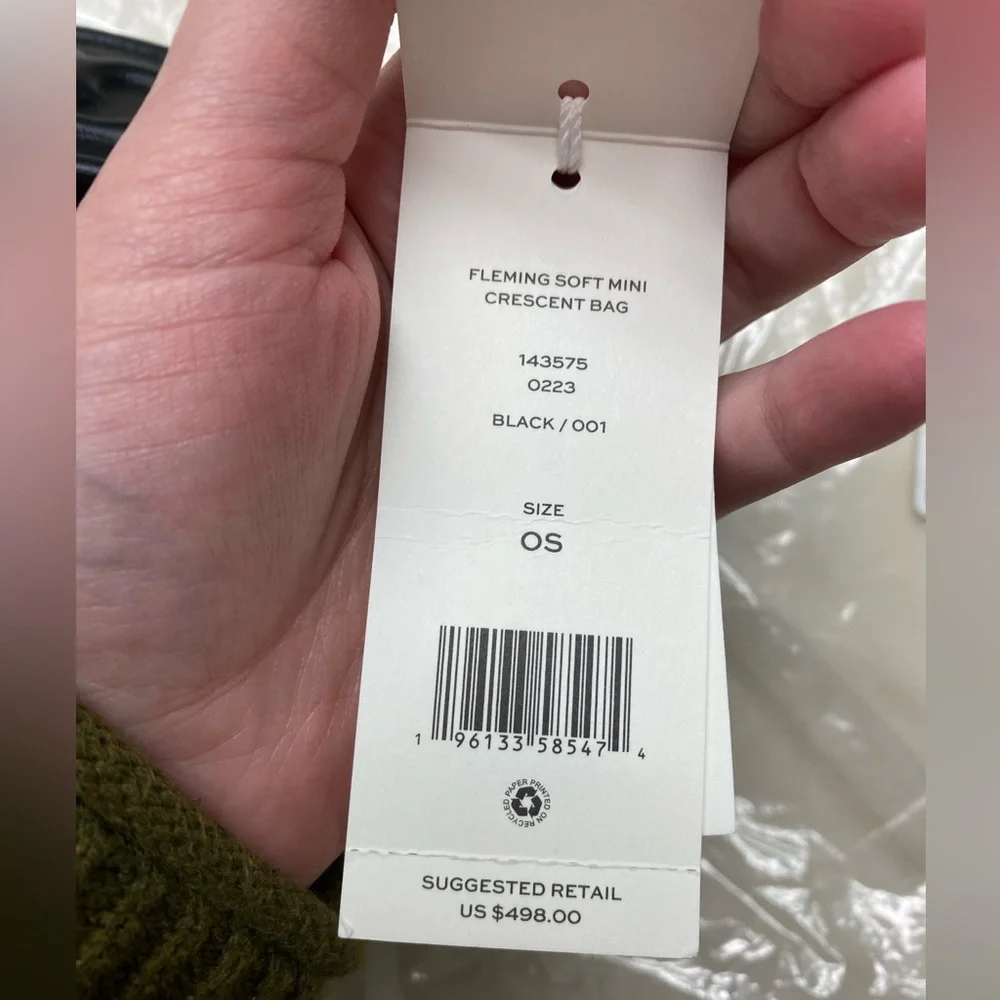 FLEMING SOFT MINI
CRESCENT BAG
143575
0223
BLACK / 001
SIZE
OS
1 96133 58547 4
PAPER PRINTED ON RECYCLED
SUGGESTED RETAIL
US $498.00